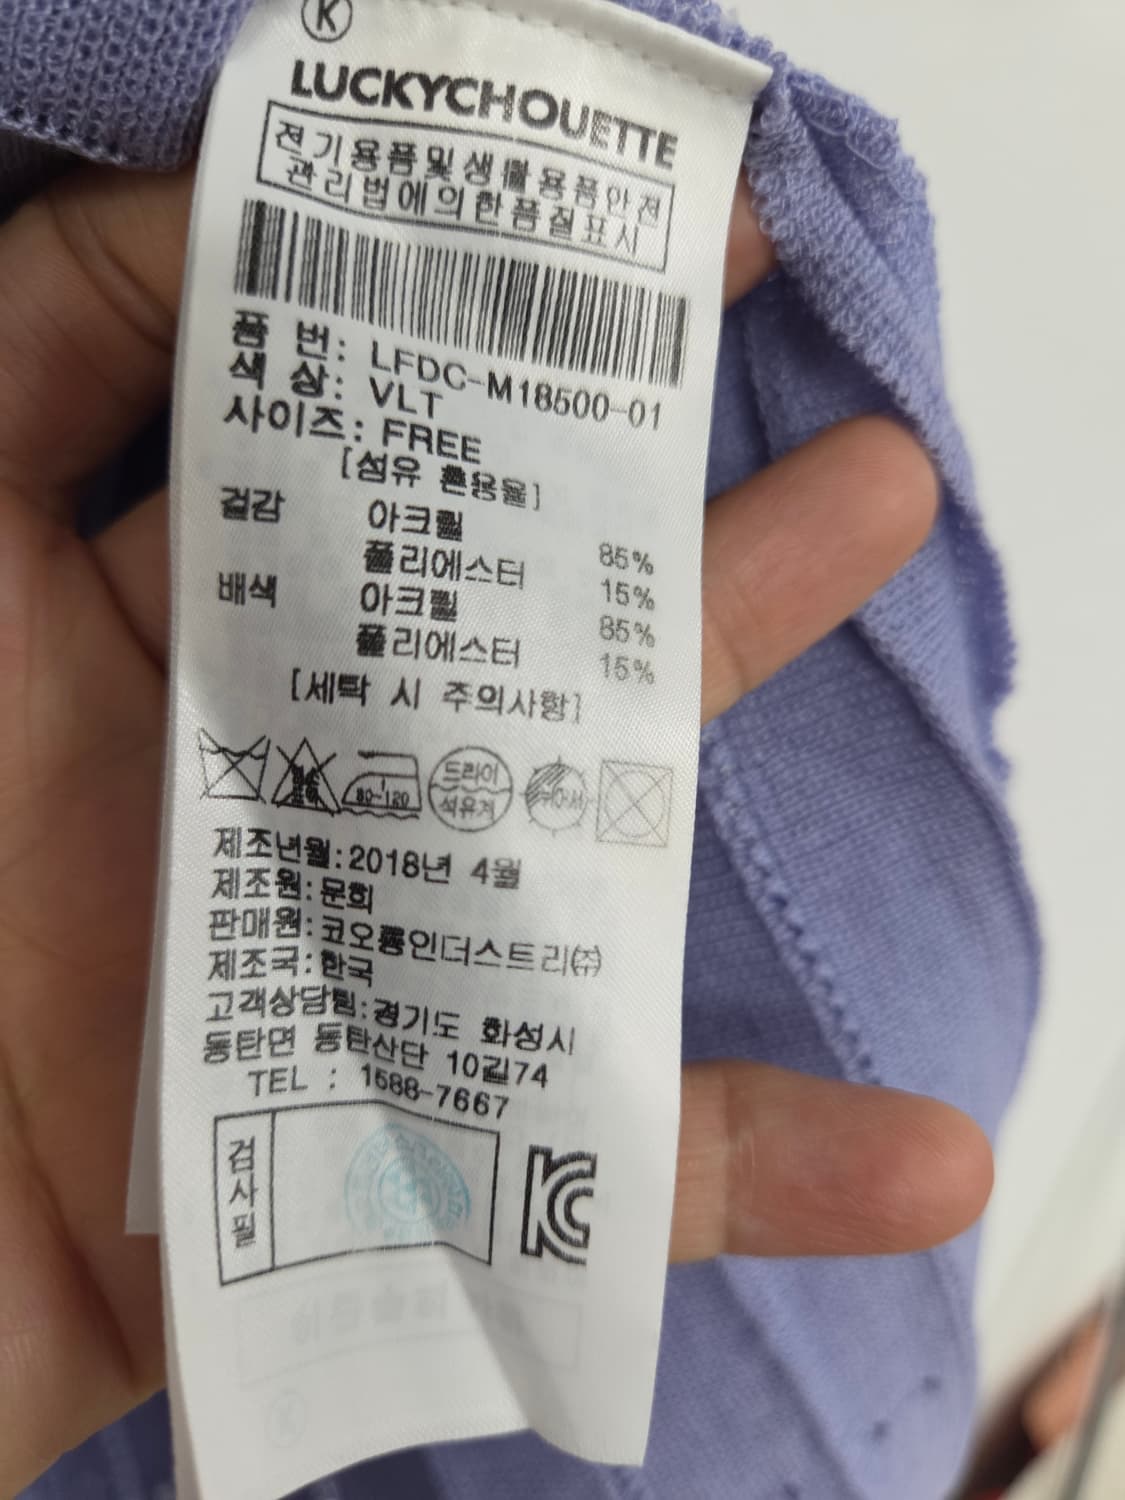 K
LUCKYCHOUETTE
전기용품및생활용품안전
관리법에의한품질표시
품 번: LFDC-M18500-01
색 상: VLT
사이즈: FREE
[섬유 혼용율]
겉감 아크릴 85%
폴리에스터 15%
배색 아크릴 85%
폴리에스터 15%
[세탁 시 주의사항]
80~120
드라이
석유계
뉘어서
제조년월:2018년 4월
제조원:문희
판매원:코오롱인더스트리㈜
제조국:한국
고객상담팀:경기도 화성시
동탄면 동탄산단 10길74
TEL : 1588-7667
검사필
KC